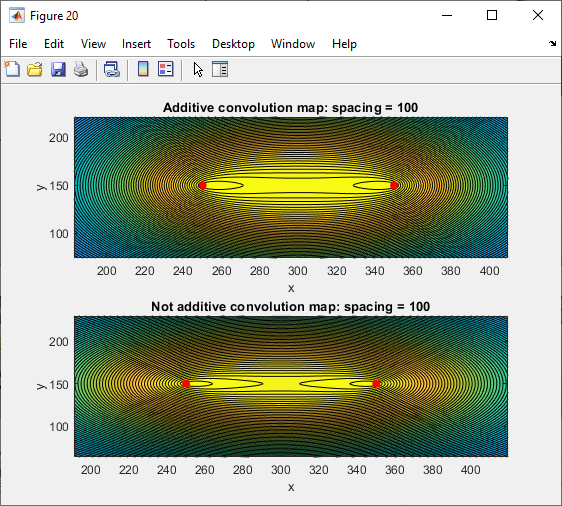 Figure 20
File Edit View Insert Tools Desktop Window Help
Additive convolution map: spacing = 100
200
150
100
y
200 220 240 260 280 300 320 340 360 380 400
x
Not additive convolution map: spacing = 100
200
150
100
y
200 220 240 260 280 300 320 340 360 380 400
x